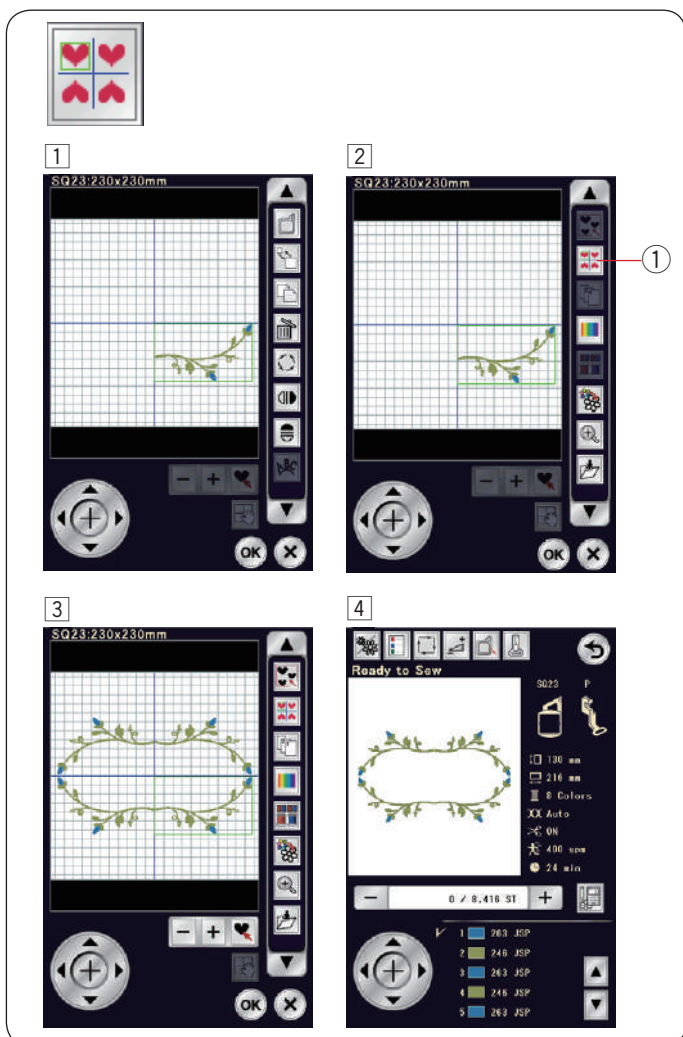 1
SQ23:230x230mm
OK
2
SQ23:230x230mm
①
OK
3
SQ23:230x230mm
OK
4
Ready to Sew
SQ23 P
130 mm
216 mm
8 Colors
Auto
ON
400 spm
24 min
0 / 8,416 ST
1 263 JSP
2 246 JSP
3 263 JSP
4 246 JSP
5 263 JSP